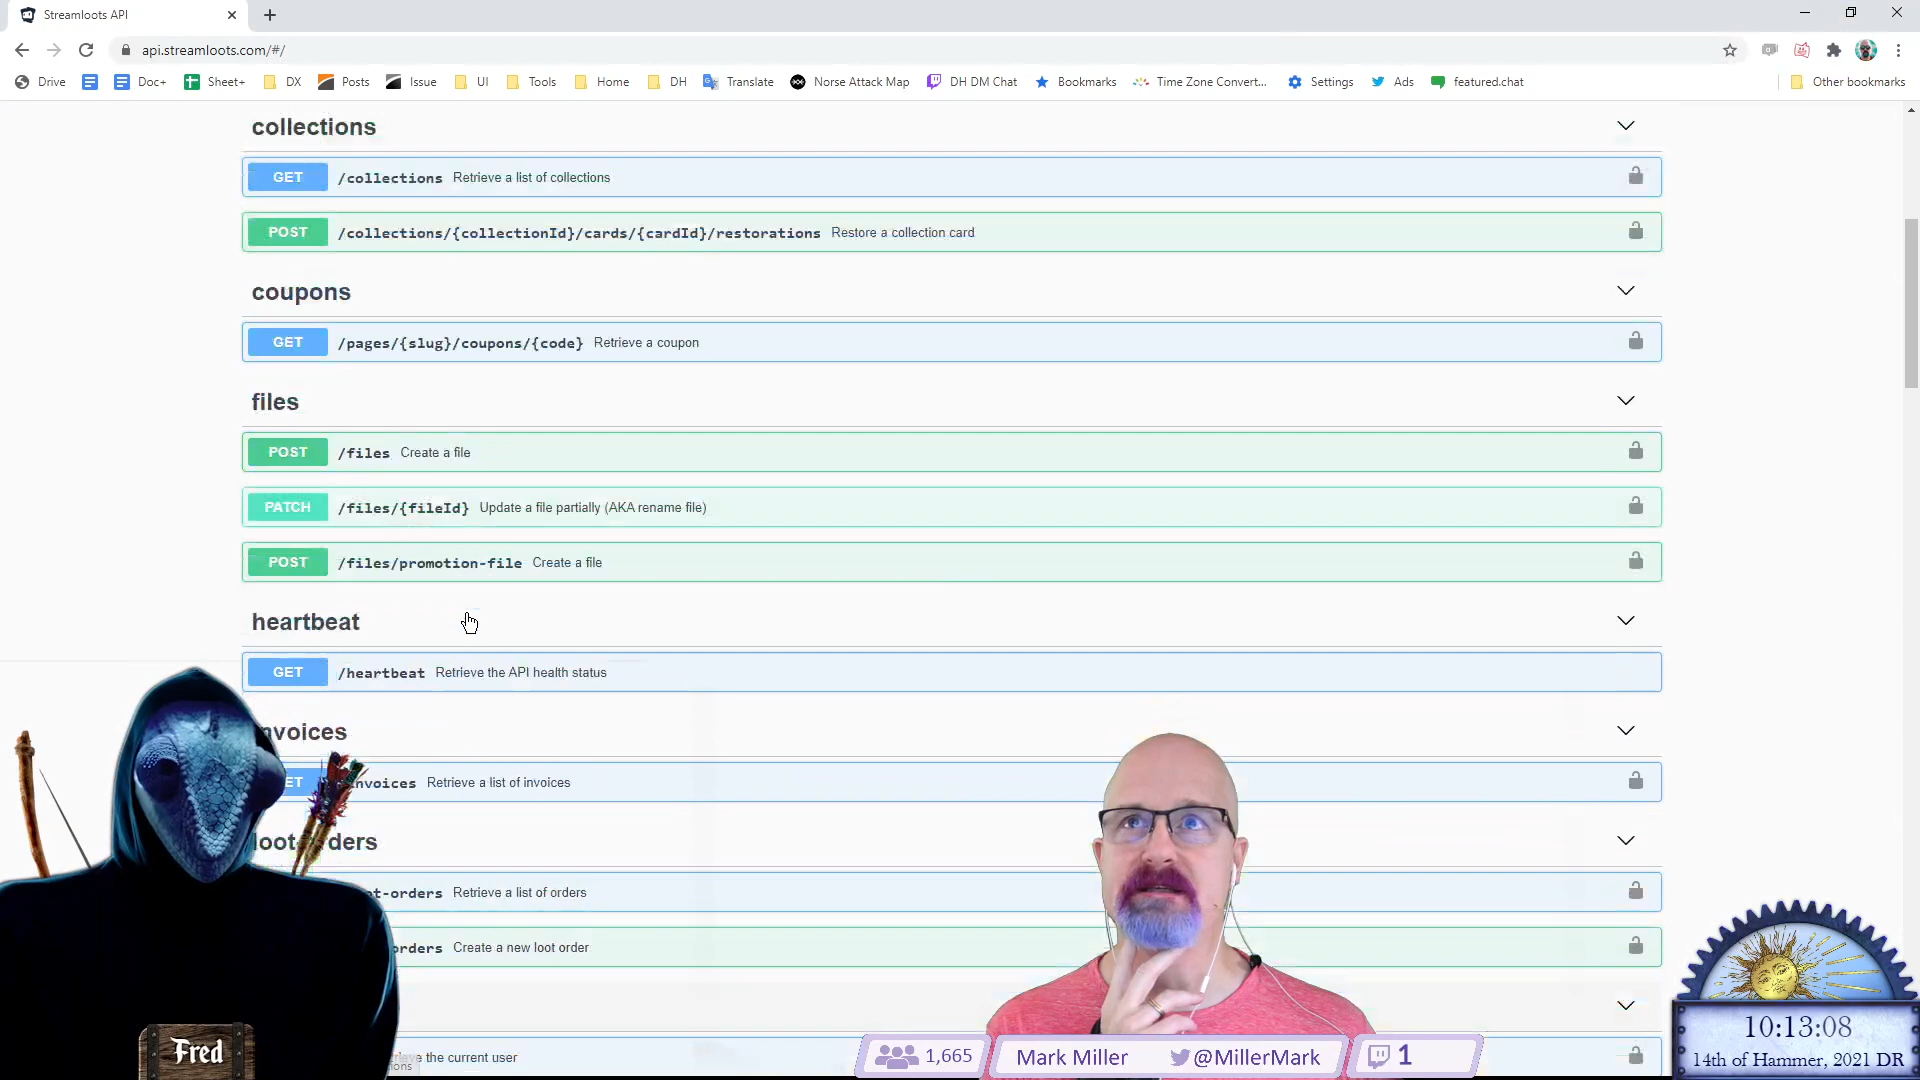 Streamloots API
api.streamloots.com/#/
Drive Doc+ Sheet+ DX Posts Issue UI Tools Home DH Translate Norse Attack Map DH DM Chat Bookmarks Time Zone Convert... Settings Ads featured.chat Other bookmarks
collections
GET /collections Retrieve a list of collections
POST /collections/{collectionId}/cards/{cardId}/restorations Restore a collection card
coupons
GET /pages/{slug}/coupons/{code} Retrieve a coupon
files
POST /files Create a file
PATCH /files/{fileId} Update a file partially (AKA rename file)
POST /files/promotion-file Create a file
heartbeat
GET /heartbeat Retrieve the API health status
nvoices
ET nvoices Retrieve a list of invoices
loot rders
t-orders Retrieve a list of orders
orders Create a new loot order
rieve the current user
ions
Fred
1,665
Mark Miller @MillerMark
1
10:13:08
14th of Hammer, 2021 DR